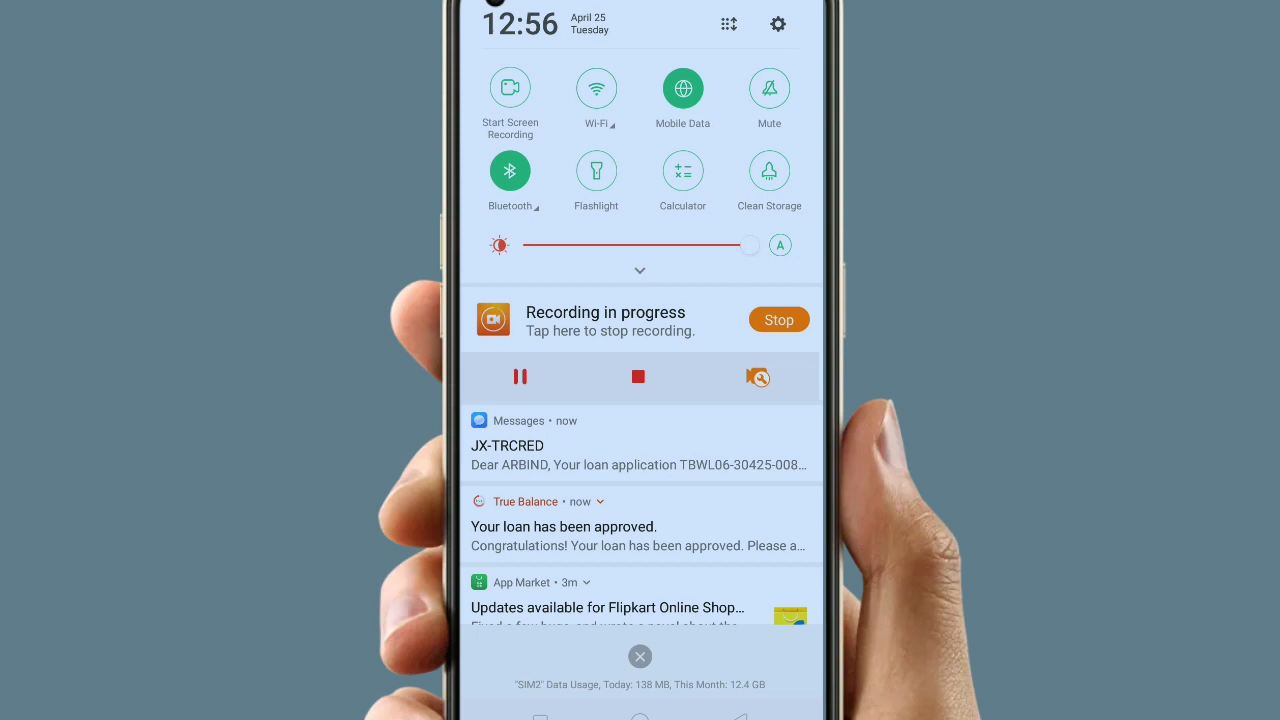 12:56
April 25
Tuesday
Start Screen
Recording
Wi-Fi
Mobile Data
Mute
Bluetooth
Flashlight
Calculator
Clean Storage
A
Recording in progress
Tap here to stop recording.
Stop
Messages • now
JX-TRCRED
Dear ARBIND, Your loan application TBWL06-30425-008...
True Balance • now
Your loan has been approved.
Congratulations! Your loan has been approved. Please a...
App Market • 3m
Updates available for Flipkart Online Shop...
"SIM2" Data Usage, Today: 138 MB, This Month: 12.4 GB